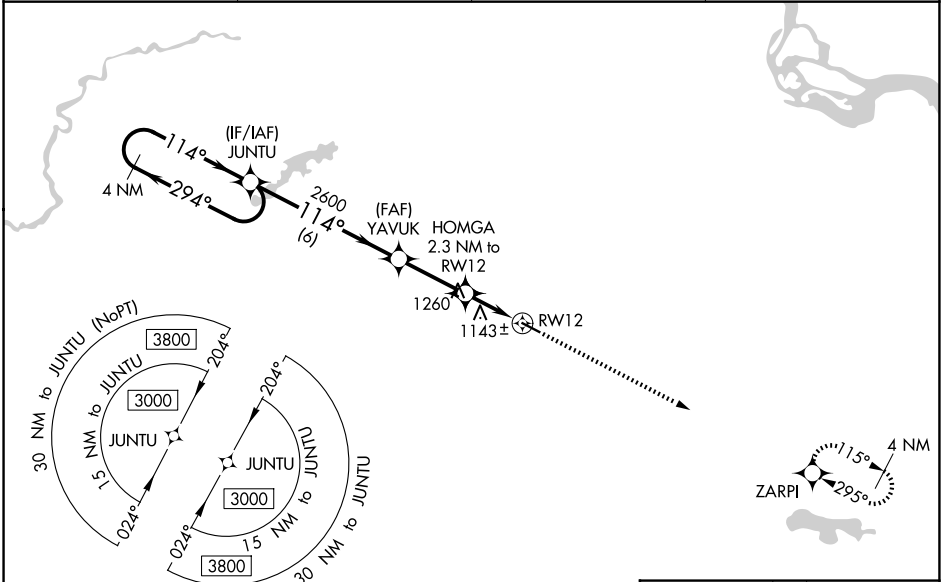 (IF/IAF)
JUNTU
114°
4 NM
294°
2600
114°
(6)
(FAF)
YAVUK
HOMGA
2.3 NM to
RW12
1260
1143±
RW12
30 NM to JUNTU (NoPT)
3800
204°
15 NM to JUNTU
3000
JUNTU
024°
204°
JUNTU
3000
15 NM to JUNTU
024°
3800
30 NM to JUNTU
115°
4 NM
295°
ZARPI